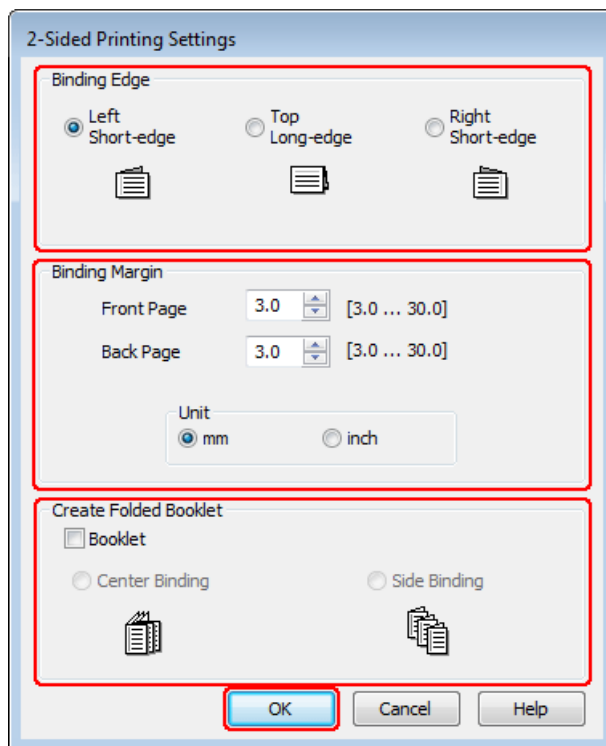 2-Sided Printing Settings
Binding Edge
Left
Short-edge
Top
Long-edge
Right
Short-edge
Binding Margin
Front Page 3.0 [3.0 ... 30.0]
Back Page 3.0 [3.0 ... 30.0]
Unit
mm inch
Create Folded Booklet
Booklet
Center Binding Side Binding
OK Cancel Help